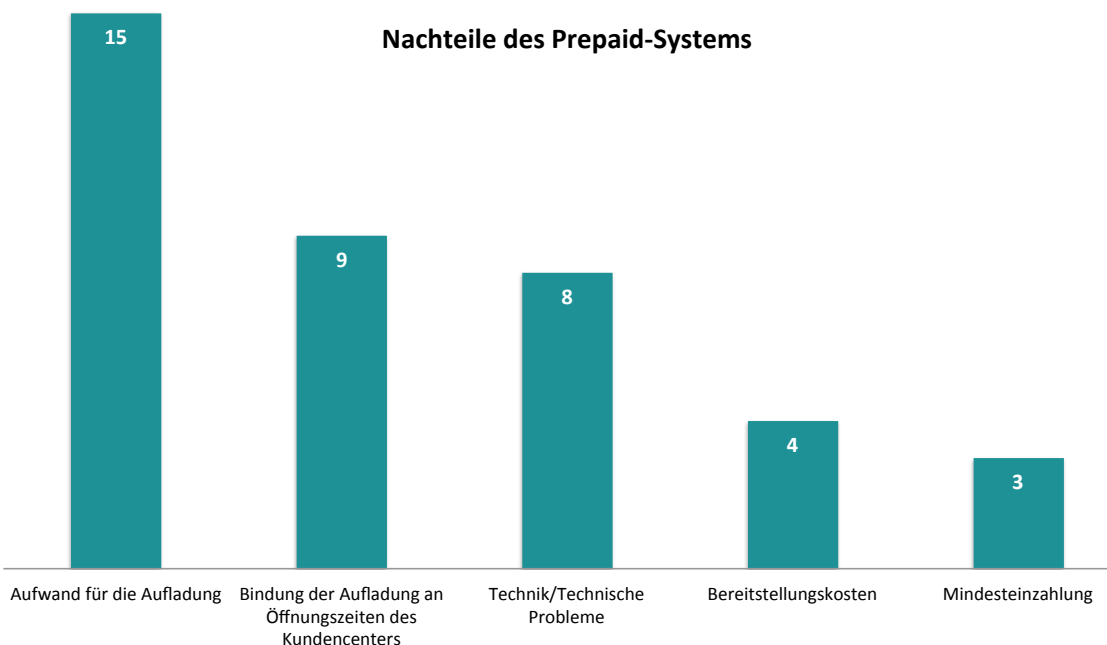 Nachteile des Prepaid-Systems
15
9
8
4
3
Aufwand für die Aufladung
Bindung der Aufladung an
Öffnungszeiten des
Kundencenters
Technik/Technische
Probleme
Bereitstellungskosten
Mindesteinzahlung